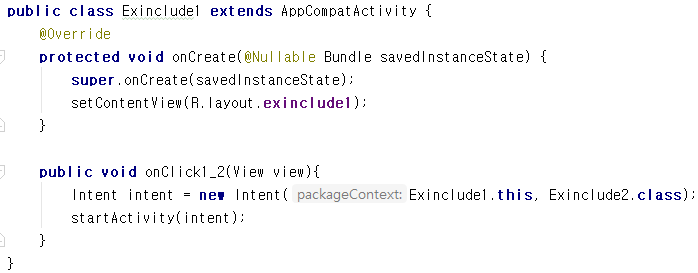 public class Exinclude1 extends AppCompatActivity {
@Override
protected void onCreate(@Nullable Bundle savedInstanceState) {
super.onCreate(savedInstanceState);
setContentView(R.layout.exinclude1);
}
public void onClick1_2(View view){
Intent intent = new Intent( packageContext: Exinclude1.this, Exinclude2.class);
startActivity(intent);
}
}